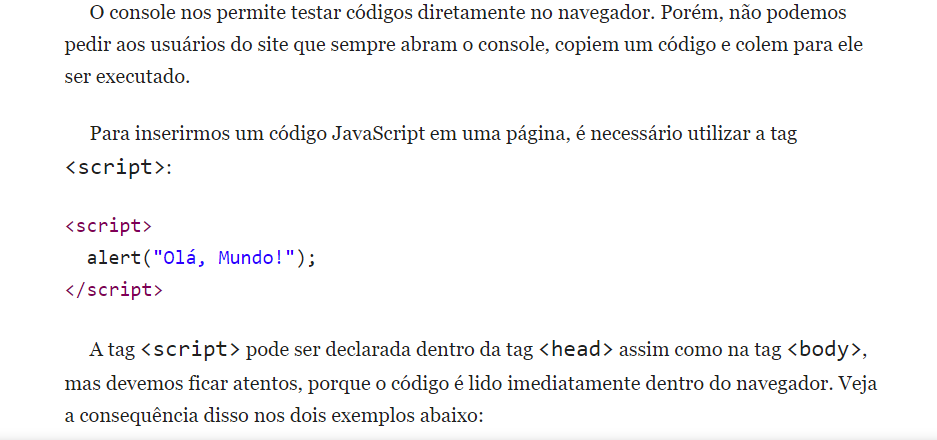 O console nos permite testar códigos diretamente no navegador. Porém, não podemos
pedir aos usuários do site que sempre abram o console, copiem um código e colem para ele
ser executado.
Para inserirmos um código JavaScript em uma página, é necessário utilizar a tag
<script>:
<script>
  alert("Olá, Mundo!");
</script>
A tag <script> pode ser declarada dentro da tag <head> assim como na tag <body>,
mas devemos ficar atentos, porque o código é lido imediatamente dentro do navegador. Veja
a consequência disso nos dois exemplos abaixo: